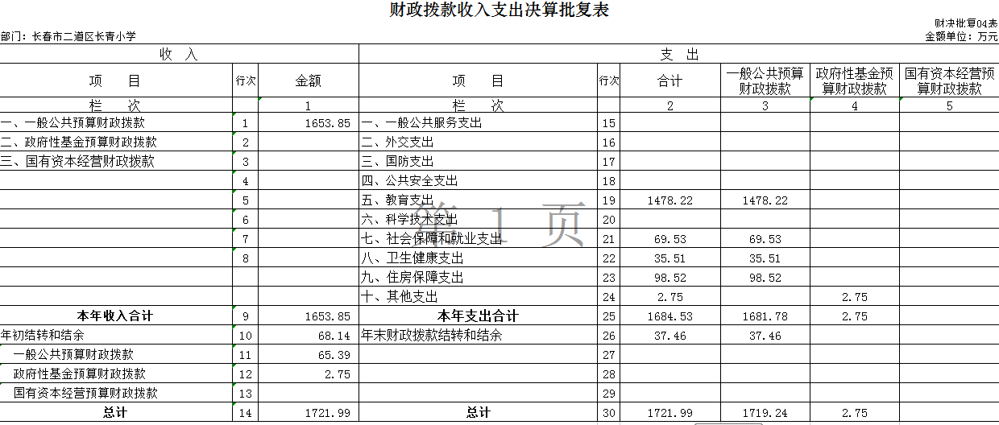 财政拨款收入支出决算批复表
财决批复04表
部门：长春市二道区长青小学 金额单位：万元
收 入 支 出
项 目 行次 金额 项 目 行次 合计 一般公共预算财政拨款 政府性基金预算财政拨款 国有资本经营预算财政拨款
栏 次 1 栏 次 2 3 4 5
一、一般公共预算财政拨款 1 1653.85 一、一般公共服务支出 15
二、政府性基金预算财政拨款 2 二、外交支出 16
三、国有资本经营财政拨款 3 三、国防支出 17
4 四、公共安全支出 18
5 五、教育支出 19 1478.22 1478.22
6 六、科学技术支出 20
7 七、社会保障和就业支出 21 69.53 69.53
8 八、卫生健康支出 22 35.51 35.51
九、住房保障支出 23 98.52 98.52
十、其他支出 24 2.75 2.75
本年收入合计 9 1653.85 本年支出合计 25 1684.53 1681.78 2.75
年初结转和结余 10 68.14 年末财政拨款结转和结余 26 37.46 37.46
一般公共预算财政拨款 11 65.39 27
政府性基金预算财政拨款 12 2.75 28
国有资本经营预算财政拨款 13 29
总计 14 1721.99 总计 30 1721.99 1719.24 2.75
第 1 页